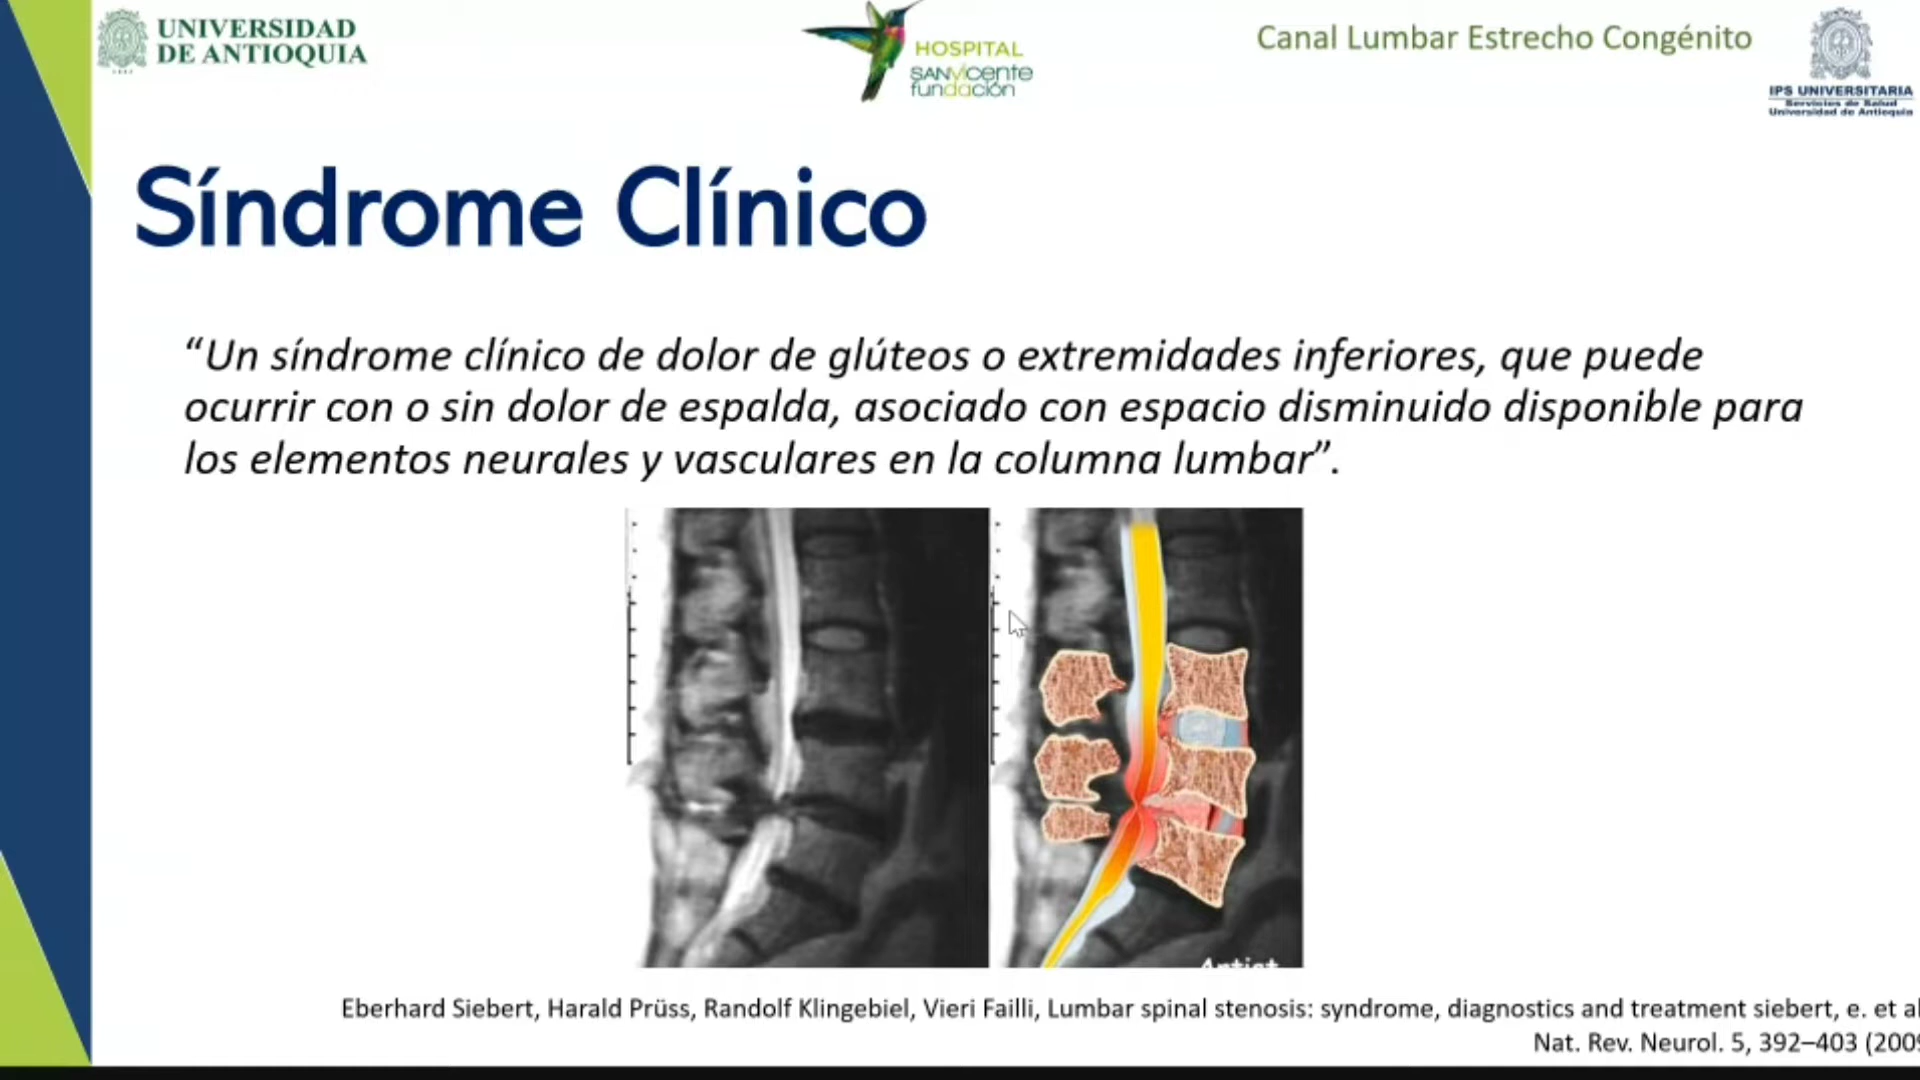 UNIVERSIDAD
DE ANTIOQUIA
HOSPITAL
SANVicente
fundación
Canal Lumbar Estrecho Congénito
IPS UNIVERSITARIA
Servicios de Salud
Universidad de Antioquia
Síndrome Clínico
“Un síndrome clínico de dolor de glúteos o extremidades inferiores, que puede
ocurrir con o sin dolor de espalda, asociado con espacio disminuido disponible para
los elementos neurales y vasculares en la columna lumbar”.
Eberhard Siebert, Harald Prüss, Randolf Klingebiel, Vieri Failli, Lumbar spinal stenosis: syndrome, diagnostics and treatment siebert, e. et al
Nat. Rev. Neurol. 5, 392–403 (2009